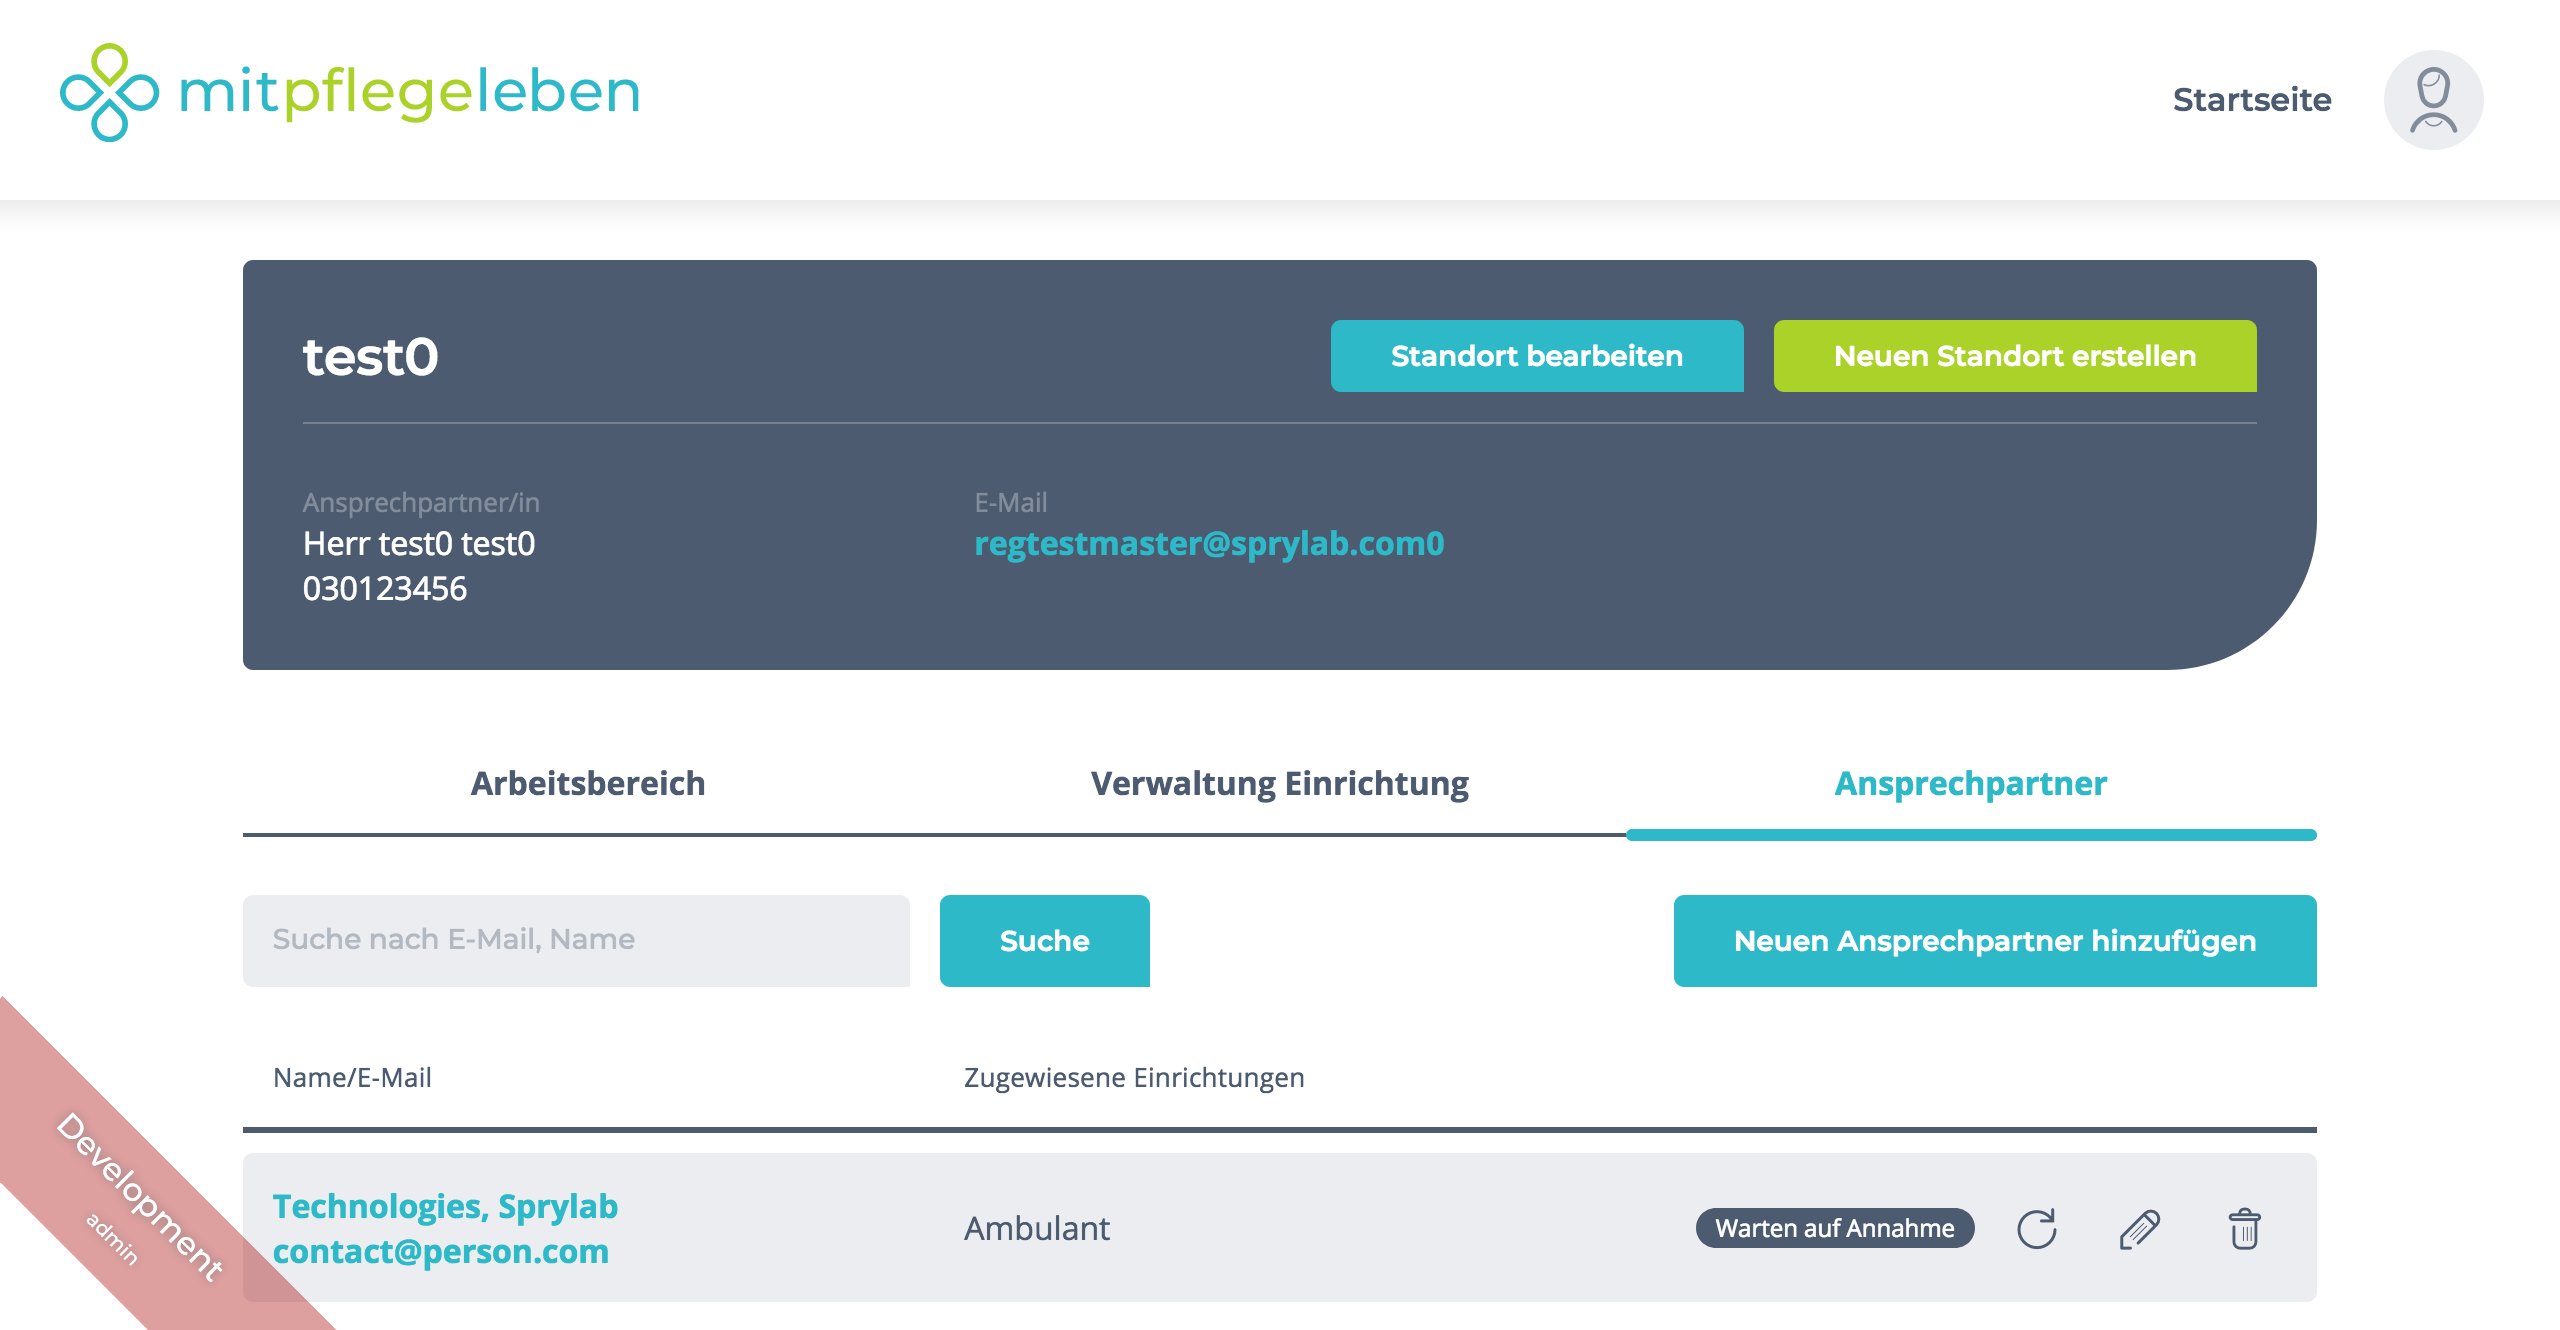 mitpflegeleben
Startseite
test0
Standort bearbeiten
Neuen Standort erstellen
Ansprechpartner/in
Herr test0 test0
030123456
E-Mail
regtestmaster@sprylab.com0
Arbeitsbereich
Verwaltung Einrichtung
Ansprechpartner
Suche nach E-Mail, Name
Suche
Neuen Ansprechpartner hinzufügen
Name/E-Mail
Zugewiesene Einrichtungen
Technologies, Sprylab
contact@person.com
Ambulant
Warten auf Annahme
Development
admin